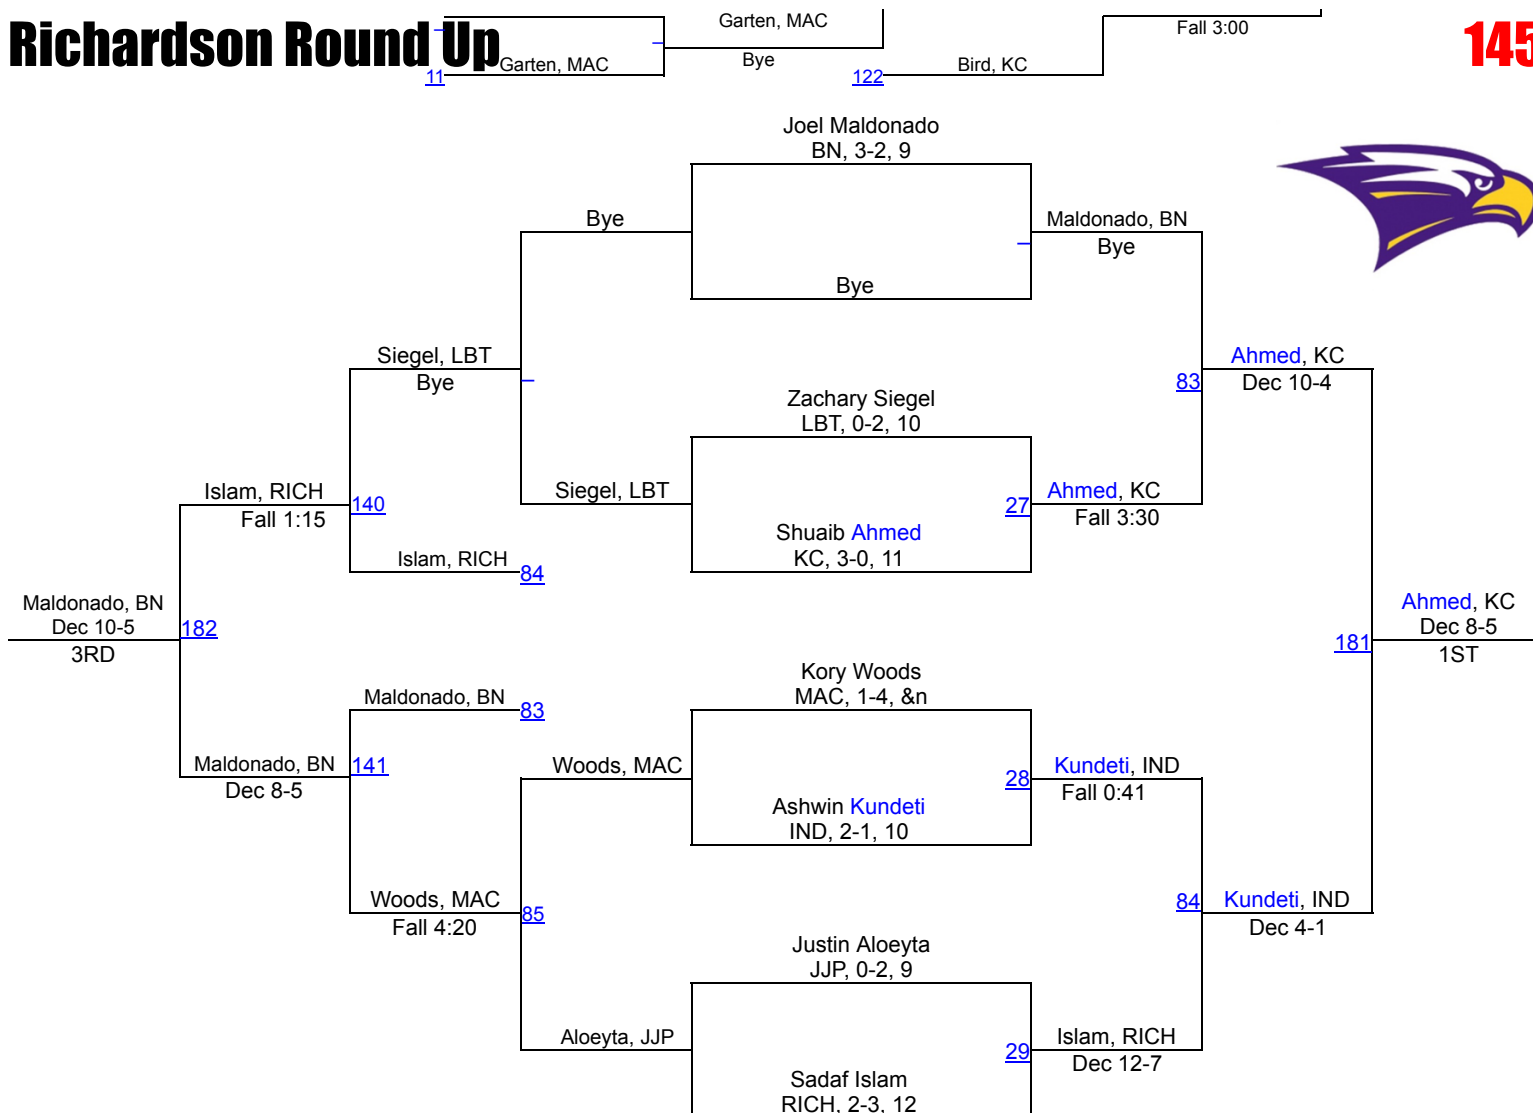 Garten, MAC
Fall 3:00
Richardson Round Up
145
Garten, MAC
Bye
11
122
Bird, KC
Joel Maldonado
BN, 3-2, 9
Bye
Maldonado, BN
Bye
Bye
Siegel, LBT
Bye
Ahmed, KC
83
Dec 10-4
Zachary Siegel
LBT, 0-2, 10
Islam, RICH
140
Fall 1:15
Siegel, LBT
27
Ahmed, KC
Fall 3:30
Shuaib Ahmed
KC, 3-0, 11
Islam, RICH
84
Maldonado, BN
Dec 10-5
182
3RD
Ahmed, KC
Dec 8-5
181
1ST
Kory Woods
MAC, 1-4, &n
Maldonado, BN
83
Maldonado, BN
141
Dec 8-5
Woods, MAC
28
Kundeti, IND
Fall 0:41
Ashwin Kundeti
IND, 2-1, 10
Woods, MAC
85
Fall 4:20
84
Kundeti, IND
Dec 4-1
Justin Aloeyta
JJP, 0-2, 9
Aloeyta, JJP
29
Islam, RICH
Dec 12-7
Sadaf Islam
RICH, 2-3, 12